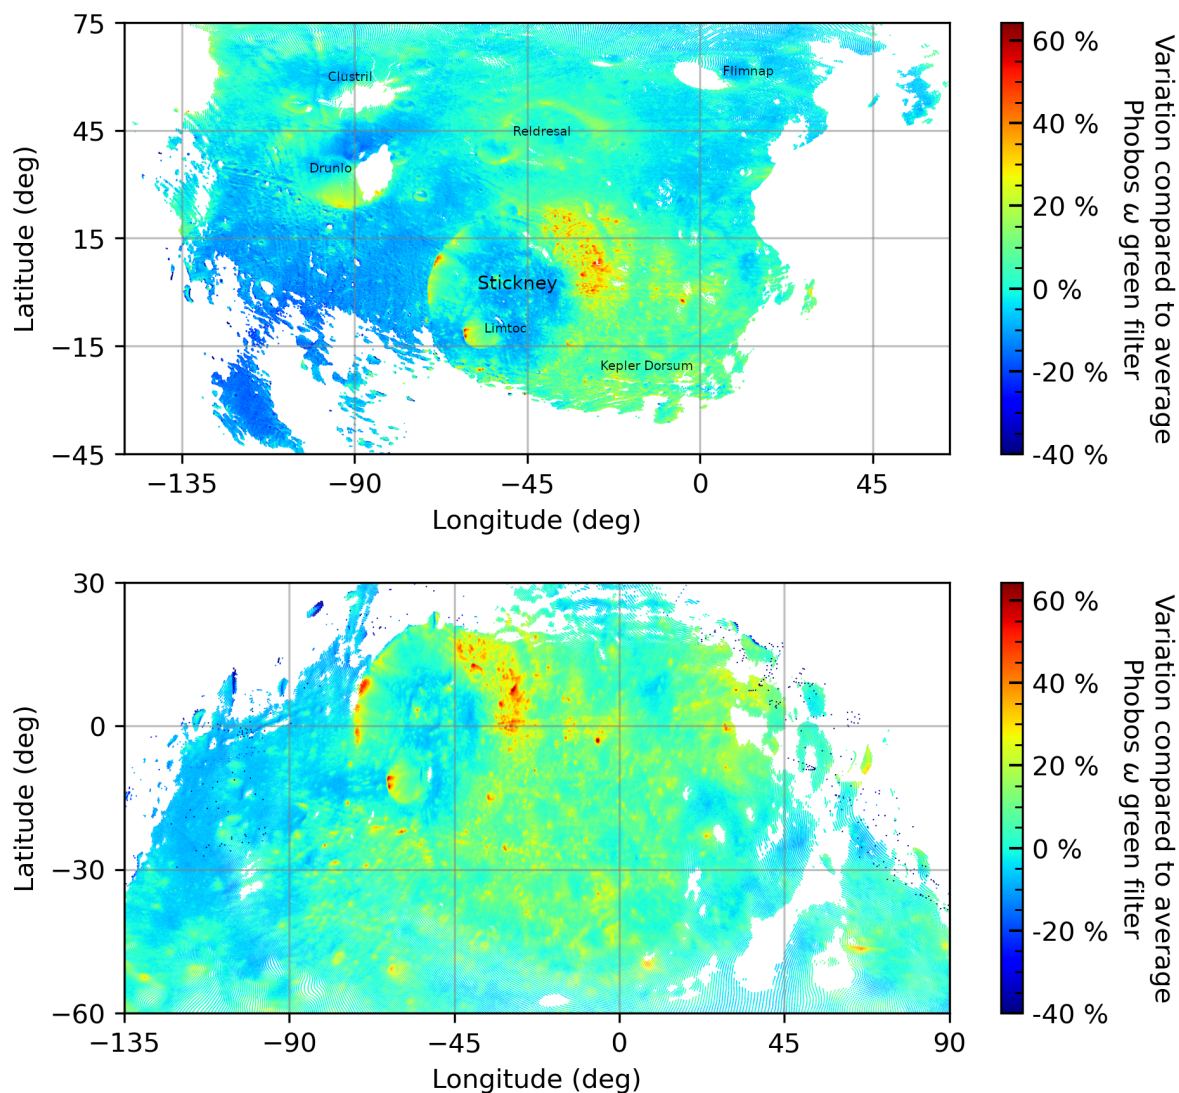 75
45
15
−15
−45
Latitude (deg)
Clustril
Flimnap
Reldresal
Drunlo
Stickney
Limtoc
Kepler Dorsum
−135
−90
−45
0
45
Longitude (deg)
60 %
40 %
20 %
0 %
-20 %
-40 %
Variation compared to average
Phobos ω green filter
30
0
−30
−60
Latitude (deg)
−135
−90
−45
0
45
90
Longitude (deg)
60 %
40 %
20 %
0 %
-20 %
-40 %
Variation compared to average
Phobos ω green filter